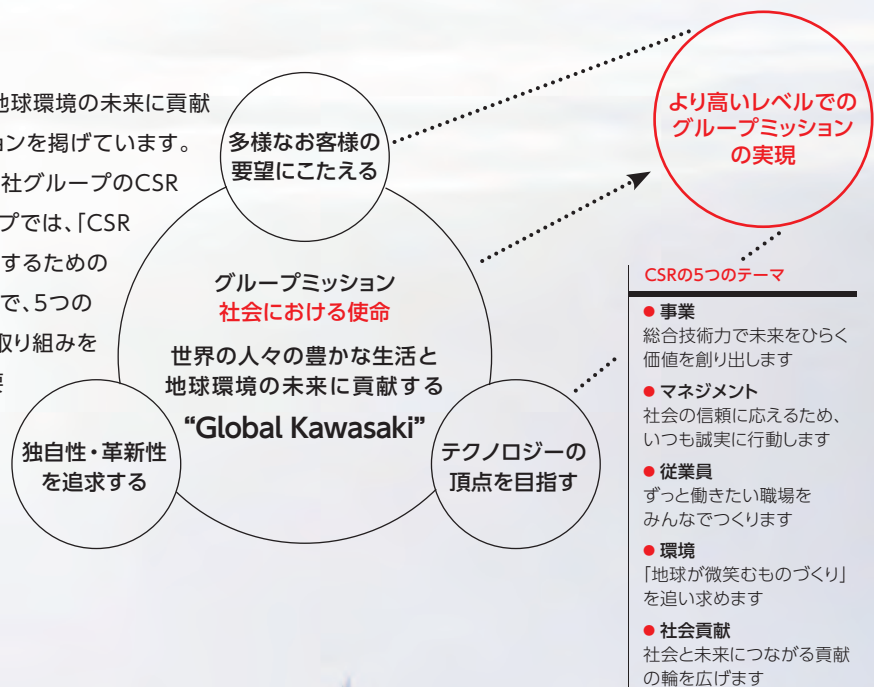 地球環境の未来に貢献
ョンを掲げています。
社グループのCSR
プでは、「CSR
するための
で、5つの
取り組みを
多様なお客様の
要望にこたえる
より高いレベルでの
グループミッション
の実現
グループミッション
社会における使命
世界の人々の豊かな生活と
地球環境の未来に貢献する
“Global Kawasaki”
独自性・革新性
を追求する
テクノロジーの
頂点を目指す
CSRの5つのテーマ
● 事業
総合技術力で未来をひらく
価値を創り出します
● マネジメント
社会の信頼に応えるため、
いつも誠実に行動します
● 従業員
ずっと働きたい職場を
みんなでつくります
● 環境
「地球が微笑むものづくり」
を追い求めます
● 社会貢献
社会と未来につながる貢献
の輪を広げます